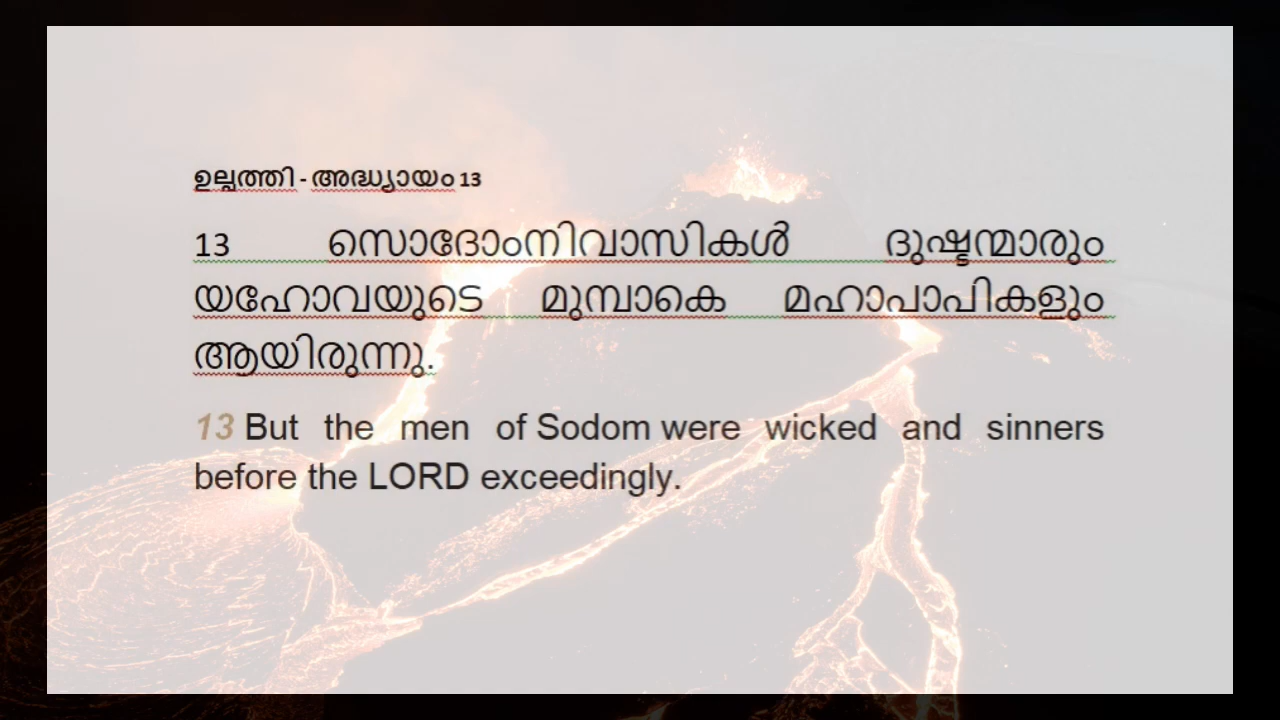 ഉല്പത്തി - അദ്ധ്യായം 13
13 സൊദോംനിവാസികൾ ദുഷ്ടന്മാരും
യഹോവയുടെ മുമ്പാകെ മഹാപാപികളും
ആയിരുന്നു.
13 But the men of Sodom were wicked and sinners
before the LORD exceedingly.